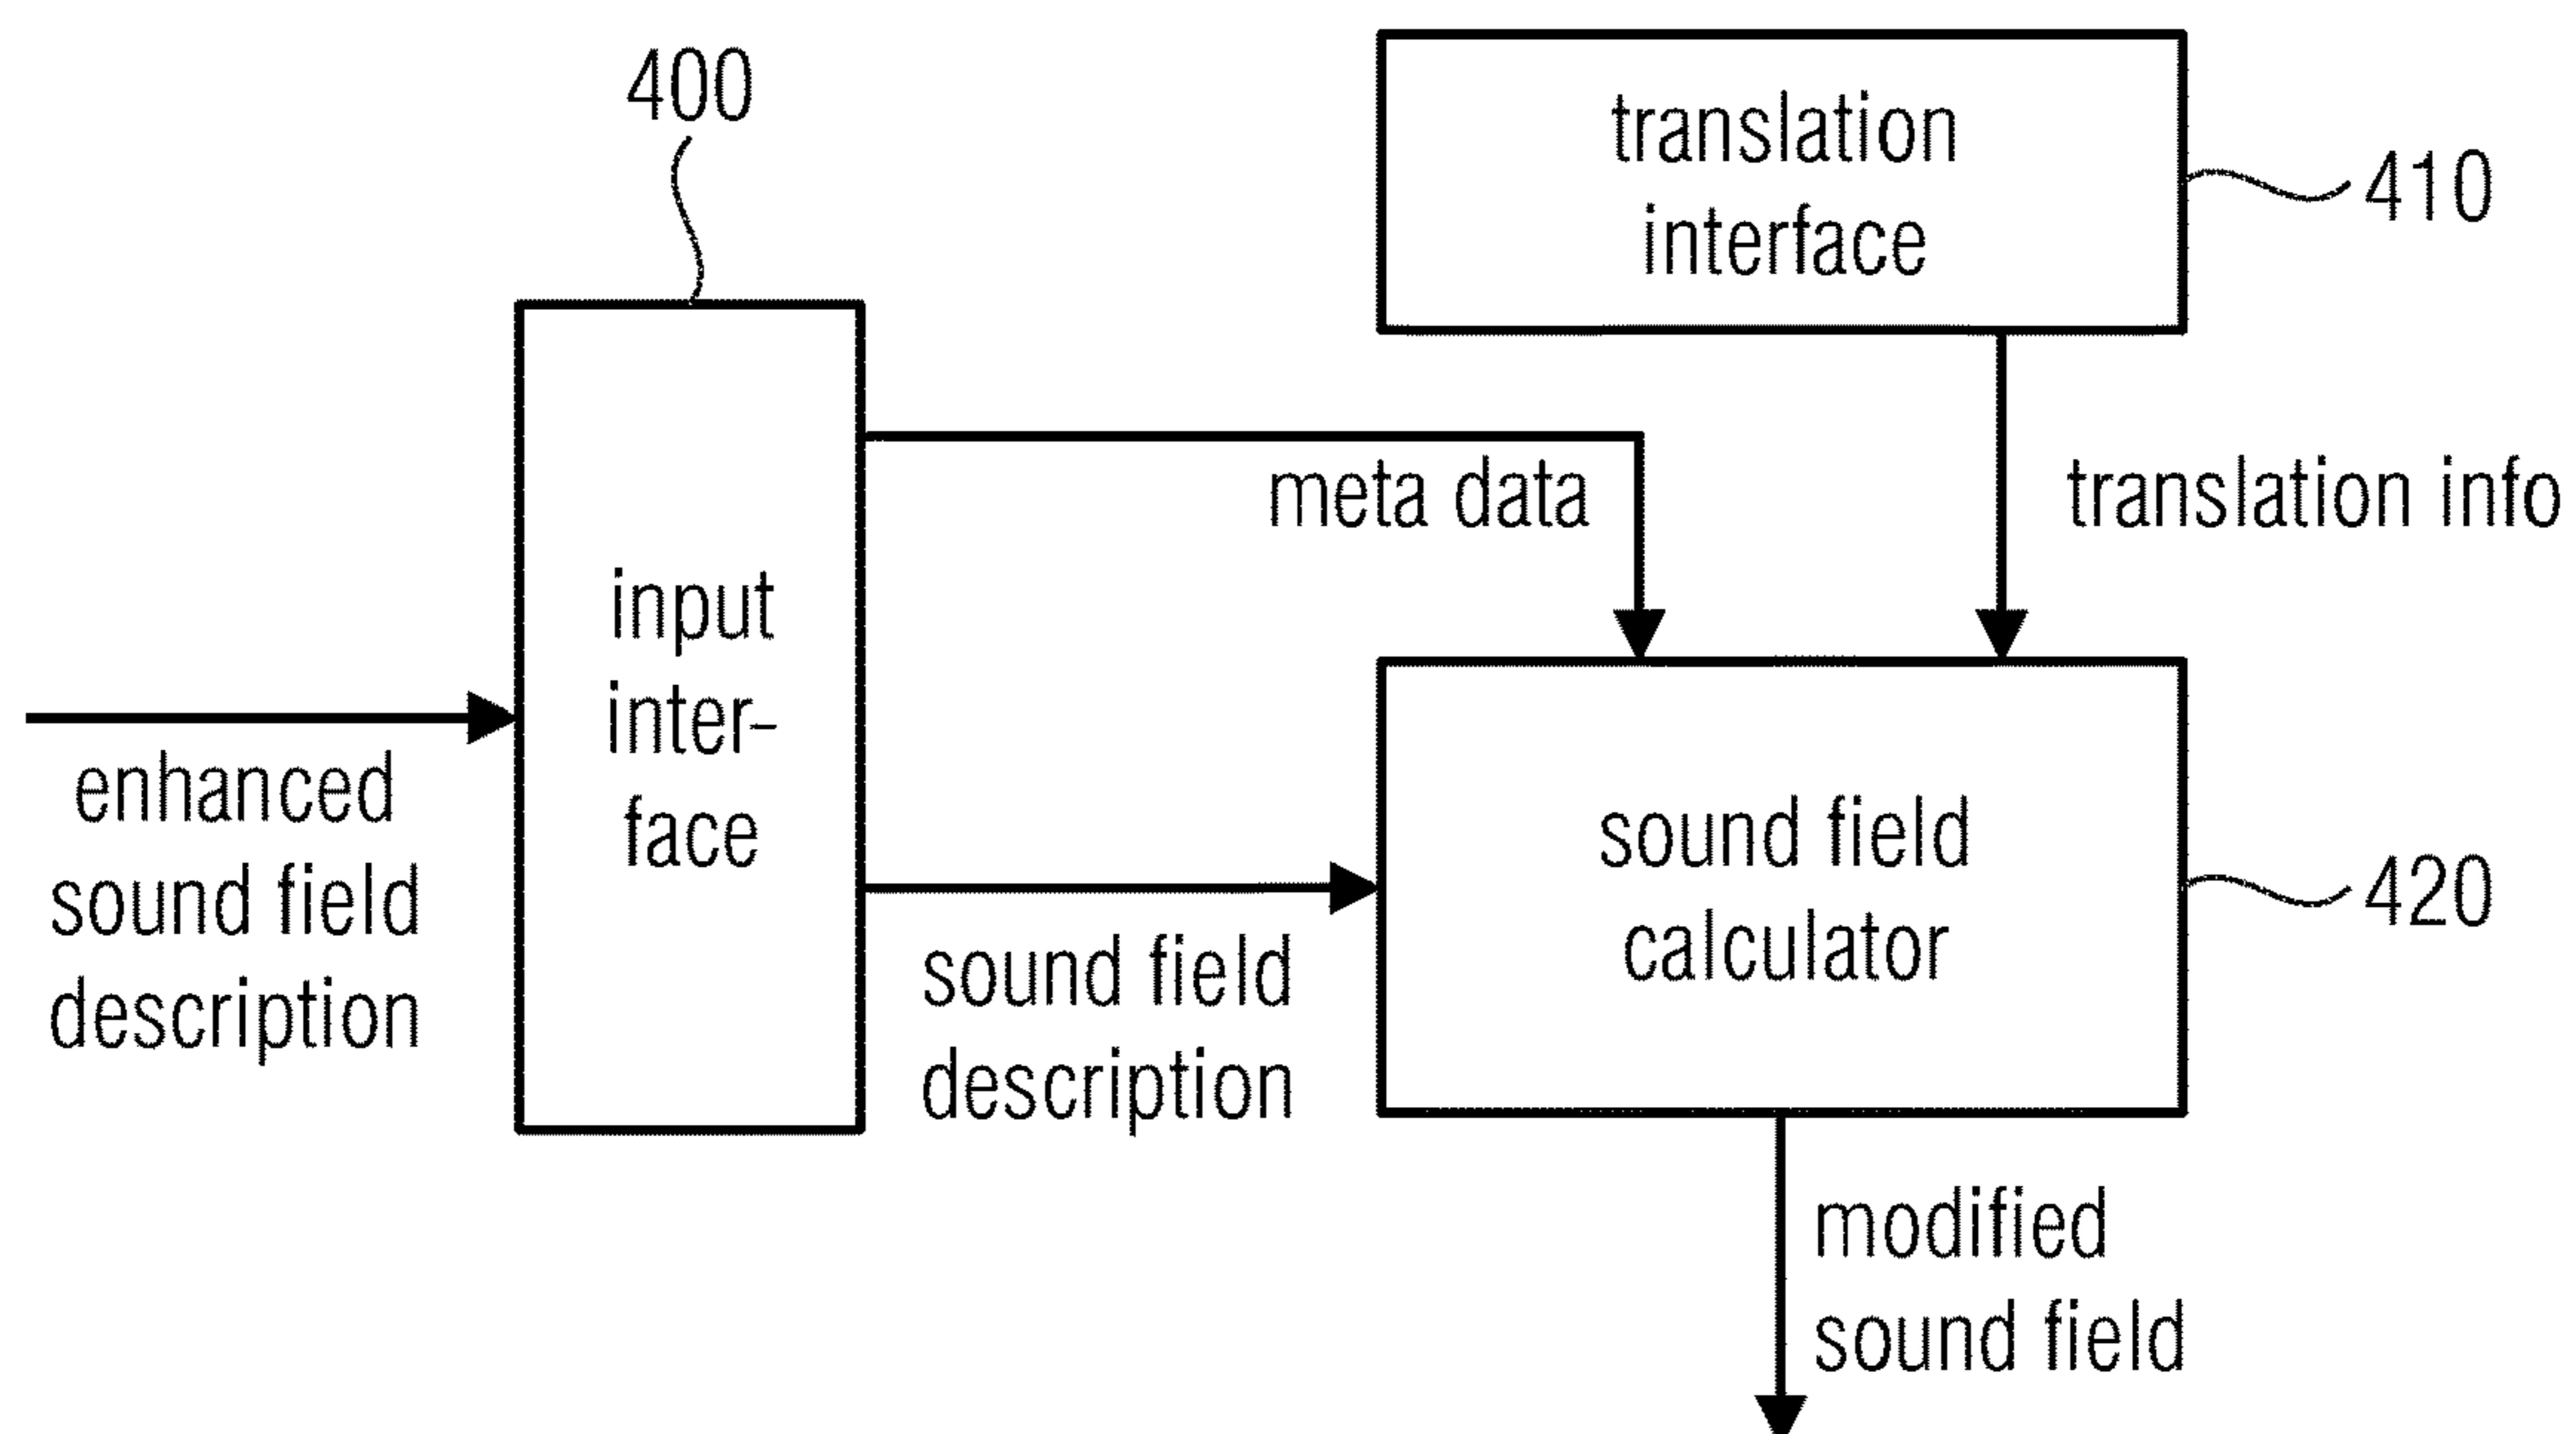 400
translation
interface
410
meta data
translation info
input
inter-
face
enhanced
sound field
description
sound field
description
sound field
calculator
420
modified
sound field